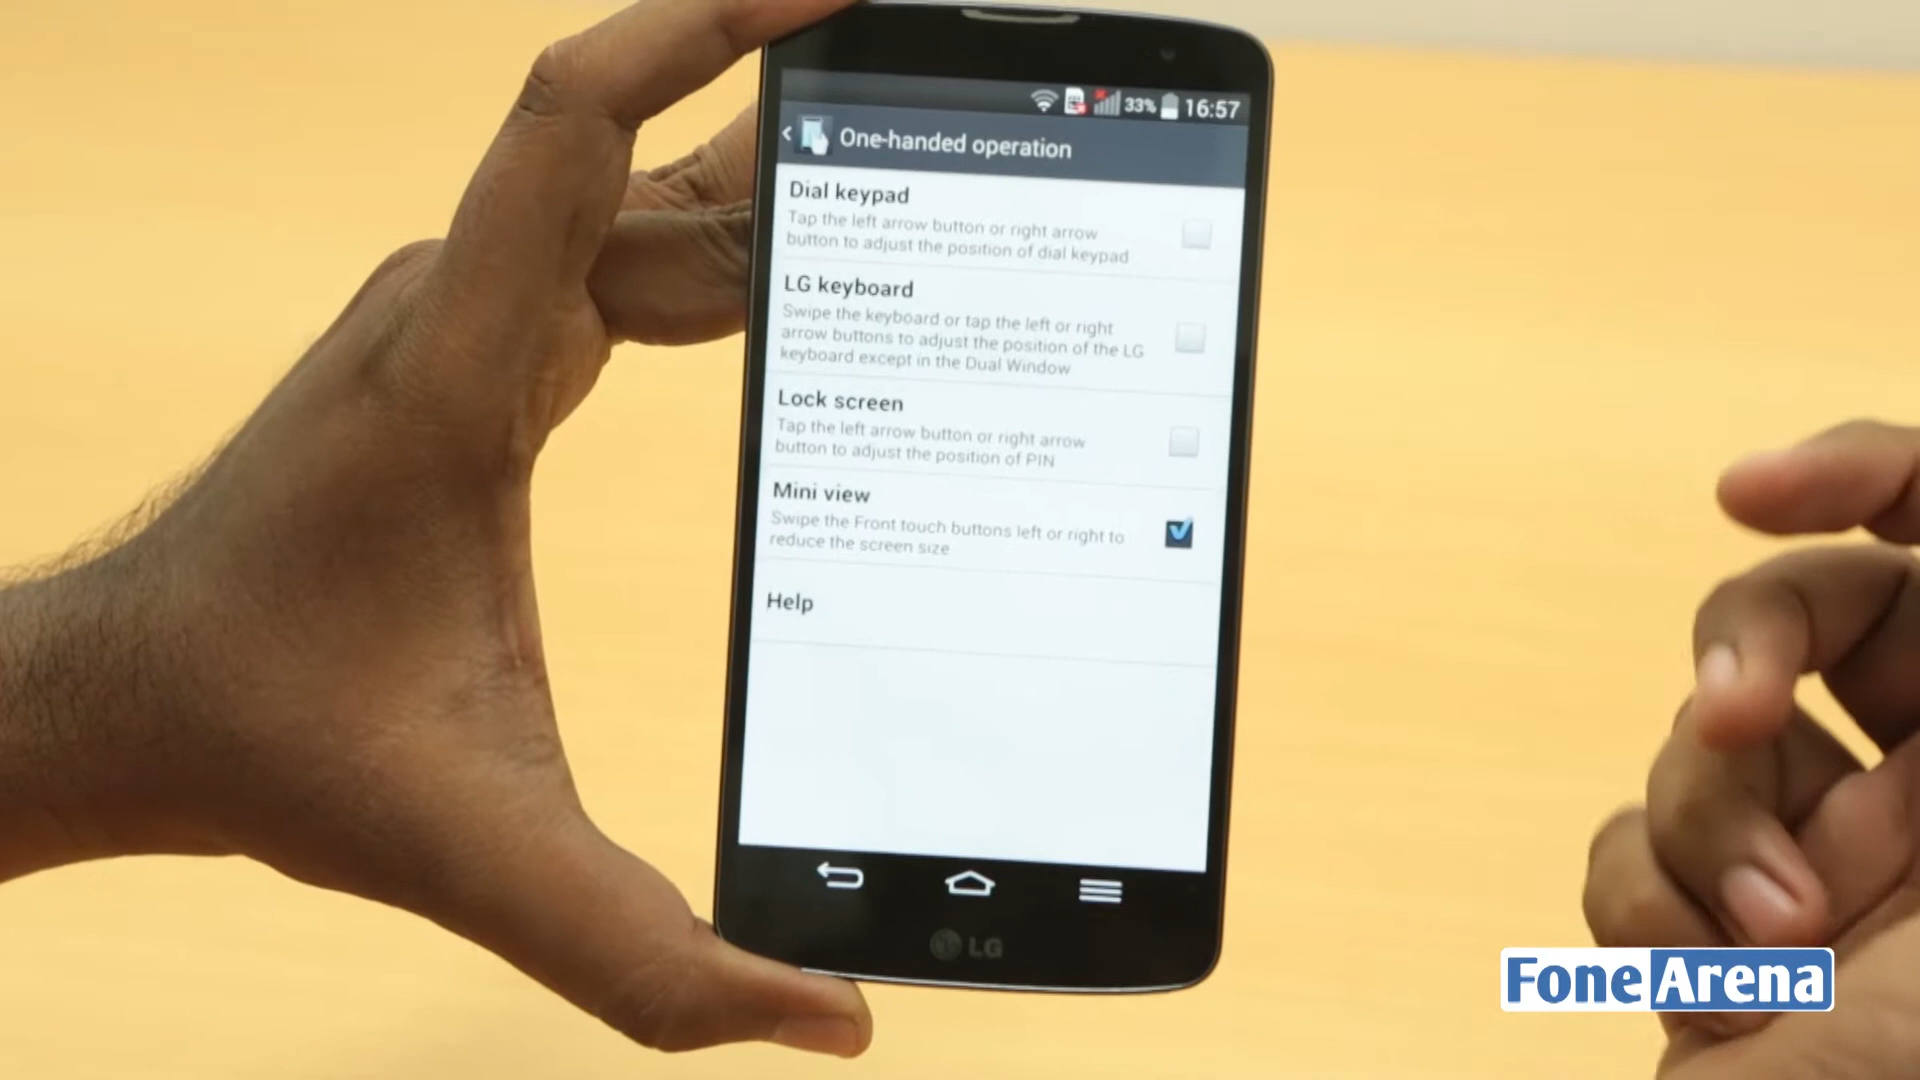 33% 16:57
One-handed operation
Dial keypad
Tap the left arrow button or right arrow
button to adjust the position of dial keypad
LG keyboard
Swipe the keyboard or tap the left or right
arrow buttons to adjust the position of the LG
keyboard except in the Dual Window
Lock screen
Tap the left arrow button or right arrow
button to adjust the position of PIN
Mini view
Swipe the Front touch buttons left or right to
reduce the screen size
Help
LG
FoneArena